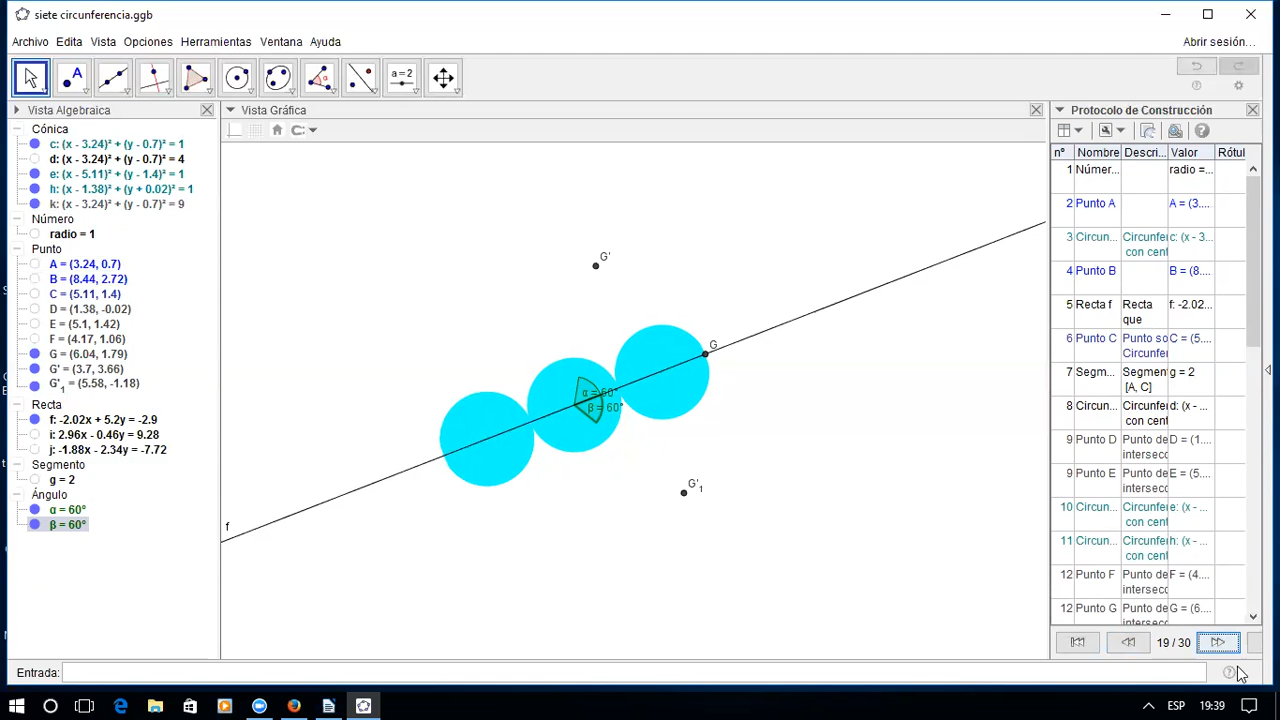 siete circunferencia.ggb
Archivo Edita Vista Opciones Herramientas Ventana Ayuda
Abrir sesión...
A
α
a = 2
Vista Algebraica
Vista Gráfica
Protocolo de Construcción
Cónica
c: (x - 3.24)² + (y - 0.7)² = 1
d: (x - 3.24)² + (y - 0.7)² = 4
e: (x - 5.11)² + (y - 1.4)² = 1
h: (x - 1.38)² + (y + 0.02)² = 1
k: (x - 3.24)² + (y - 0.7)² = 9
Número
radio = 1
Punto
A = (3.24, 0.7)
B = (8.44, 2.72)
C = (5.11, 1.4)
D = (1.38, -0.02)
E = (5.1, 1.42)
F = (4.17, 1.06)
G = (6.04, 1.79)
G' = (3.7, 3.66)
G'₁ = (5.58, -1.18)
Recta
f: -2.02x + 5.2y = -2.9
i: 2.96x - 0.46y = 9.28
j: -1.88x - 2.34y = -7.72
Segmento
g = 2
Ángulo
α = 60°
β = 60°
G'
G
α = 60°
β = 60°
G'₁
f
nº Nombre Descri... Valor Rótul
1 Númer... radio =...
2 Punto A A = (3....
3 Circun... Circunfer con cent c: (x - 3...
4 Punto B B = (8....
5 Recta f Recta que f: -2.02...
6 Punto C Punto so Circunfer C = (5....
7 Segm... Segmen [A, C] g = 2
8 Circun... Circunfer con cent d: (x - ...
9 Punto D Punto de intersecc D = (1....
9 Punto E Punto de intersecc E = (5....
10 Circun... Circunfer con cent e: (x - ...
11 Circun... Circunfer con cent h: (x - ...
12 Punto F Punto de intersecc F = (4....
12 Punto G Punto de intersecc G = (6....
19 / 30
Entrada:
ESP 19:39